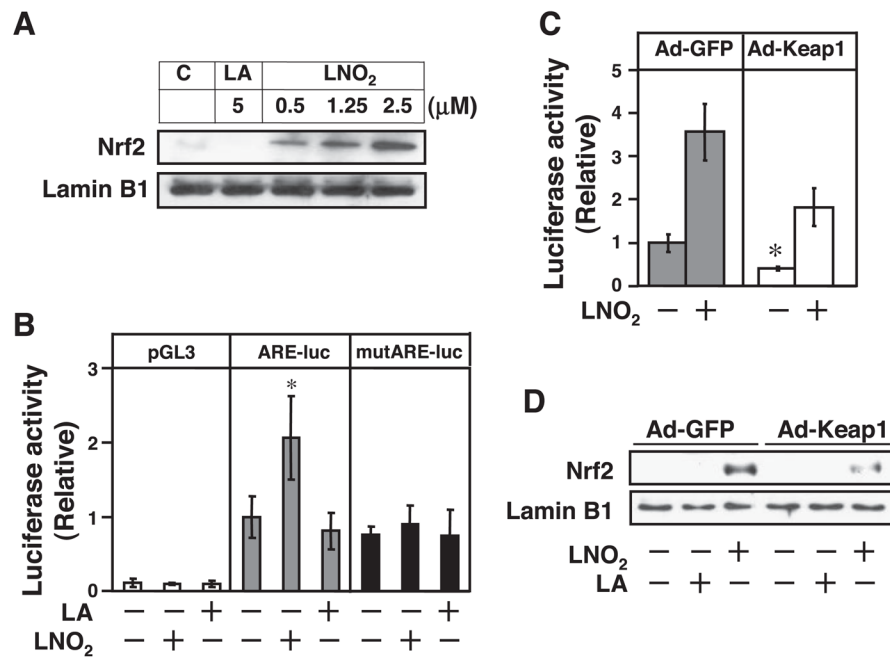 A
C LA LNO₂
5 0.5 1.25 2.5 (μM)
Nrf2
Lamin B1
B
pGL3 ARE-luc mutARE-luc
Luciferase activity
(Relative)
3
2
1
0
*
LA − − + − − + − − +
LNO₂ − + − − + − − + −
C
Ad-GFP Ad-Keap1
Luciferase activity
(Relative)
5
4
3
2
1
0
*
LNO₂ − + − +
D
Ad-GFP Ad-Keap1
Nrf2
Lamin B1
LNO₂ − − + − − +
LA − + − − + −